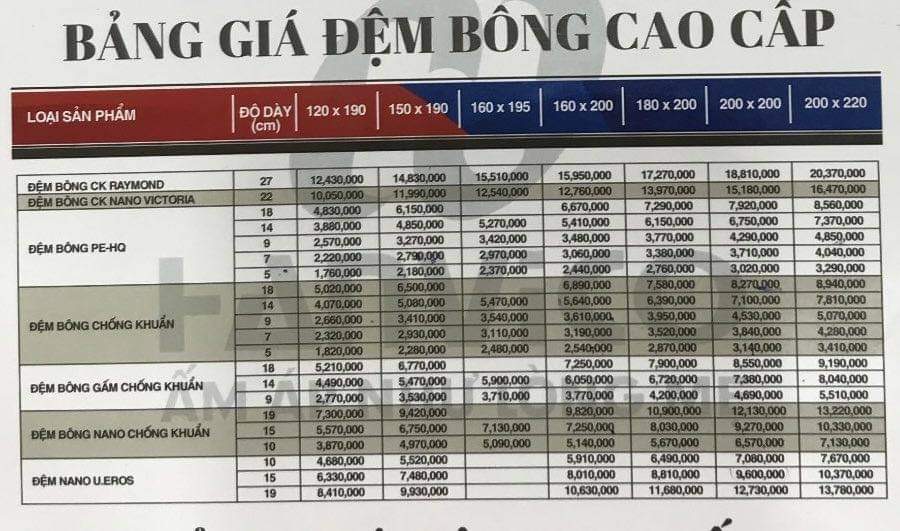 BẢNG GIÁ ĐỆM BÔNG CAO CẤP
LOẠI SẢN PHẨM ĐỘ DÀY (cm) 120 x 190 150 x 190 160 x 195 160 x 200 180 x 200 200 x 200 200 x 220
ĐỆM BÔNG CK RAYMOND 27 12,430,000 14,830,000 15,510,000 15,950,000 17,270,000 18,810,000 20,370,000
ĐỆM BÔNG CK NANO VICTORIA 22 10,050,000 11,990,000 12,540,000 12,760,000 13,970,000 15,180,000 16,470,000
ĐỆM BÔNG PE-HQ 18 4,830,000 6,150,000 6,670,000 7,290,000 7,920,000 8,560,000
14 3,880,000 4,850,000 5,270,000 5,410,000 6,150,000 6,750,000 7,370,000
9 2,570,000 3,270,000 3,420,000 3,480,000 3,770,000 4,290,000 4,850,000
7 2,220,000 2,790,000 2,970,000 3,060,000 3,380,000 3,710,000 4,040,000
5 1,760,000 2,180,000 2,370,000 2,440,000 2,760,000 3,020,000 3,290,000
ĐỆM BÔNG CHỐNG KHUẨN 18 5,020,000 6,500,000 6,890,000 7,580,000 8,270,000 8,940,000
14 4,070,000 5,080,000 5,470,000 5,640,000 6,390,000 7,100,000 7,810,000
9 2,660,000 3,410,000 3,540,000 3,610,000 3,950,000 4,530,000 5,070,000
7 2,320,000 2,930,000 3,110,000 3,190,000 3,520,000 3,840,000 4,280,000
5 1,820,000 2,280,000 2,480,000 2,540,000 2,870,000 3,140,000 3,410,000
ĐỆM BÔNG GẤM CHỐNG KHUẨN 18 5,210,000 6,770,000 7,250,000 7,900,000 8,550,000 9,190,000
14 4,490,000 5,470,000 5,900,000 6,050,000 6,720,000 7,380,000 8,040,000
9 2,770,000 3,530,000 3,710,000 3,770,000 4,200,000 4,690,000 5,510,000
ĐỆM BÔNG NANO CHỐNG KHUẨN 19 7,300,000 9,420,000 9,820,000 10,900,000 12,130,000 13,220,000
15 5,570,000 6,750,000 7,130,000 7,250,000 8,030,000 9,270,000 10,330,000
10 3,870,000 4,970,000 5,090,000 5,140,000 5,670,000 6,570,000 7,130,000
ĐỆM NANO U.EROS 10 4,680,000 5,520,000 5,910,000 6,490,000 7,080,000 7,670,000
15 6,330,000 7,480,000 8,010,000 8,810,000 9,600,000 10,370,000
19 8,410,000 9,930,000 10,630,000 11,680,000 12,730,000 13,780,000